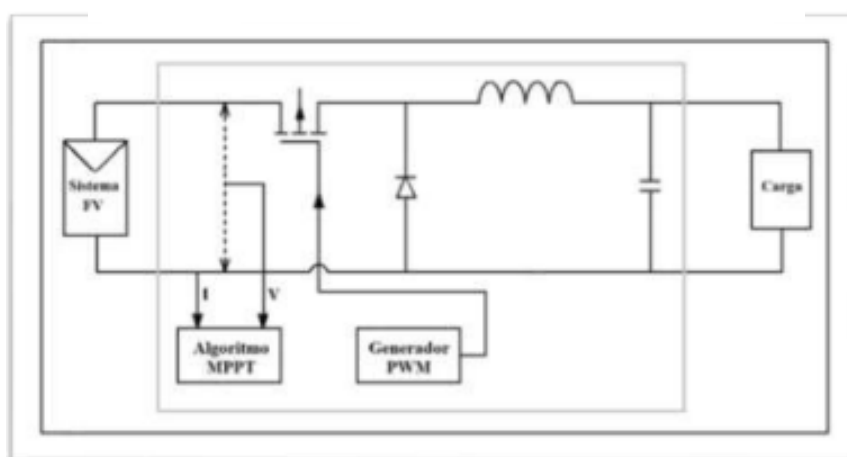 Sistema
FV
Carga
I
V
Algoritmo
MPPT
Generador
PWM